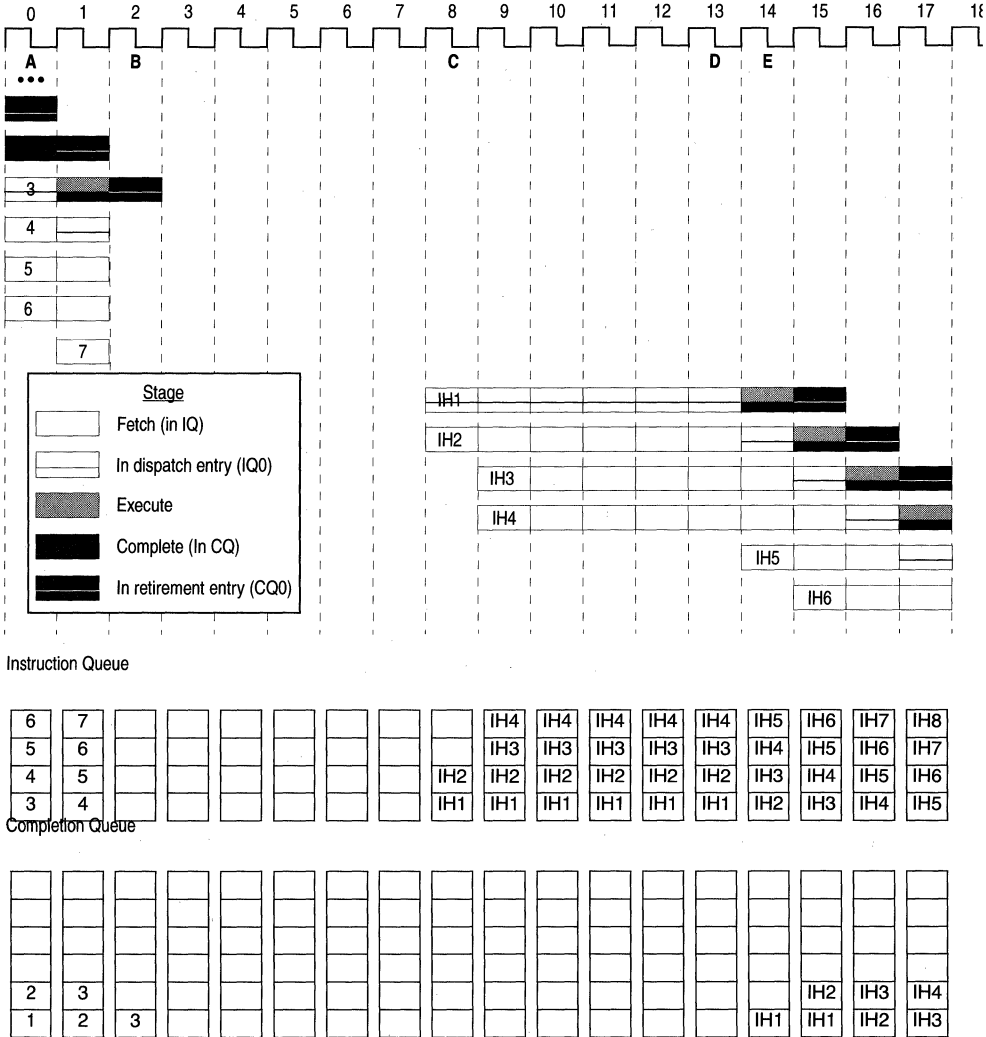 0 1 2 3 4 5 6 7 8 9 10 11 12 13 14 15 16 17 18
A B C D E
•••
3
4
5
6
7
Stage
Fetch (in IQ)
In dispatch entry (IQ0)
Execute
Complete (In CQ)
In retirement entry (CQ0)
IH1
IH2
IH3
IH4
IH5
IH6
Instruction Queue
6 7 IH4 IH4 IH4 IH4 IH4 IH5 IH6 IH7 IH8
5 6 IH3 IH3 IH3 IH3 IH3 IH4 IH5 IH6 IH7
4 5 IH2 IH2 IH2 IH2 IH2 IH2 IH3 IH4 IH5 IH6
3 4 IH1 IH1 IH1 IH1 IH1 IH1 IH2 IH3 IH4 IH5
Completion Queue
2 3 IH2 IH3 IH4
1 2 3 IH1 IH1 IH2 IH3